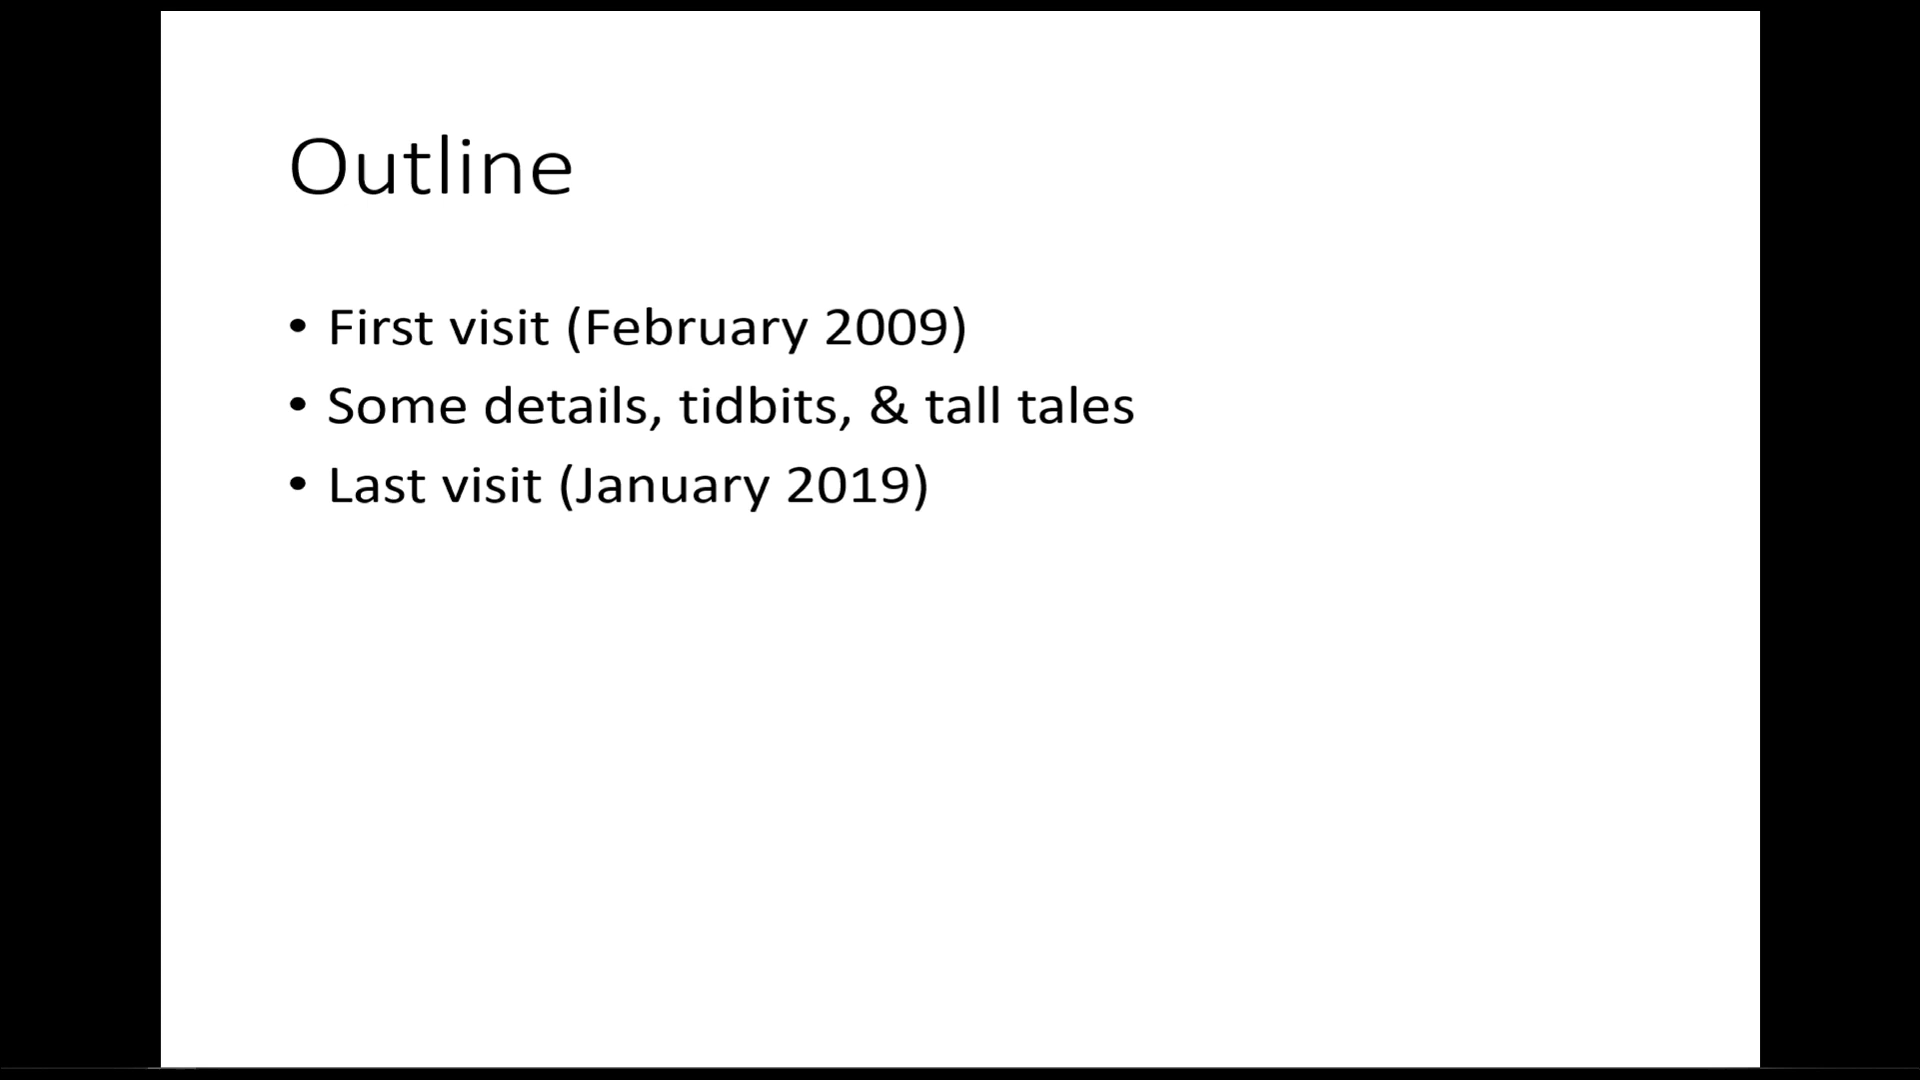 Outline
• First visit (February 2009)
• Some details, tidbits, & tall tales
• Last visit (January 2019)